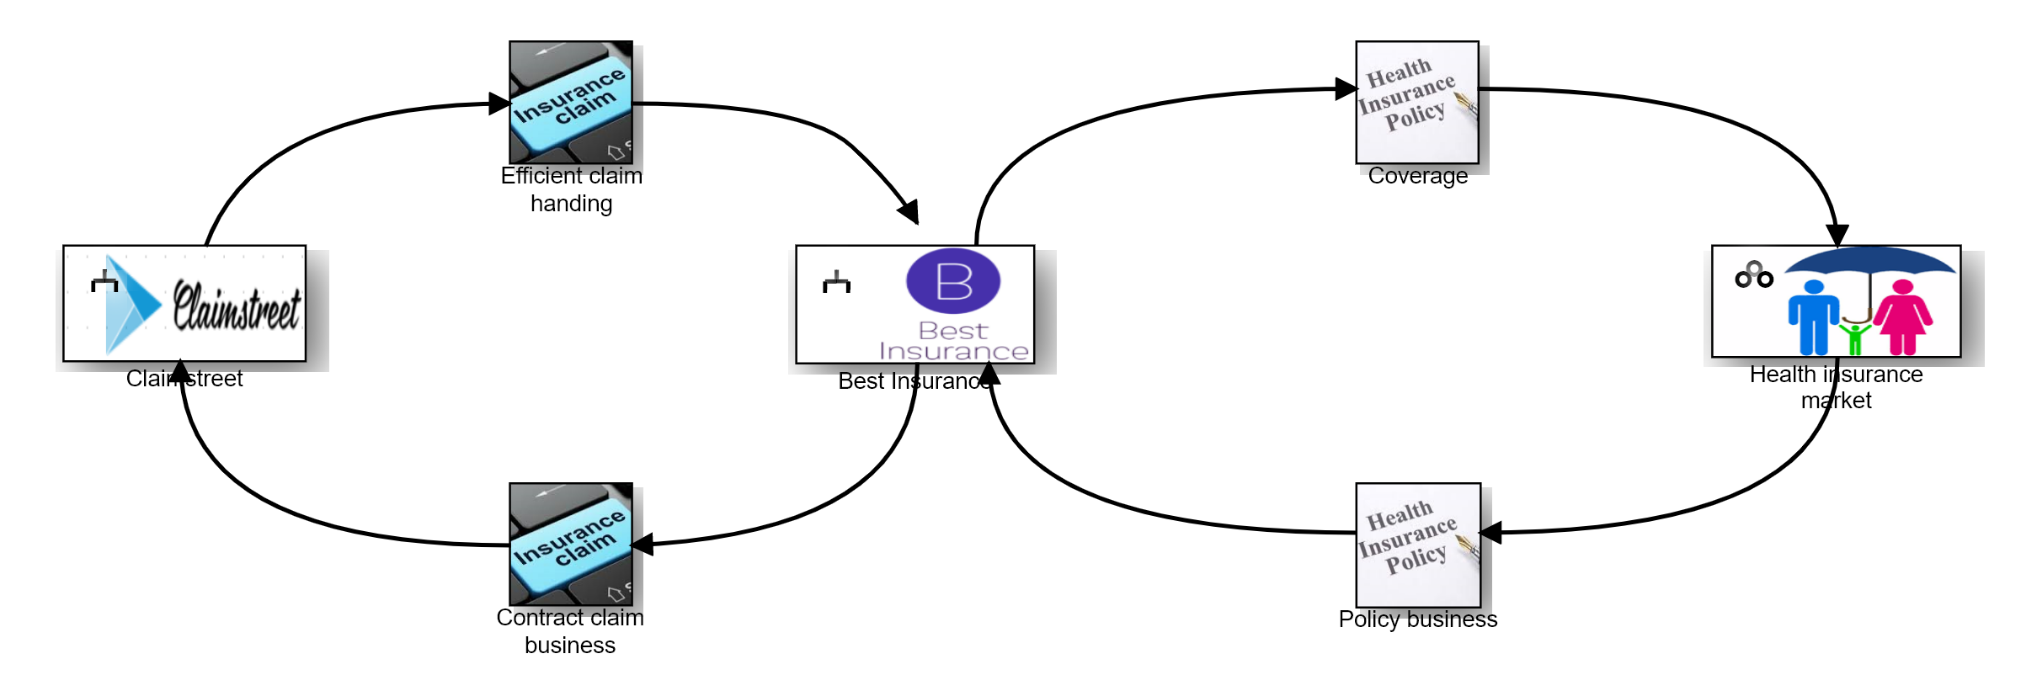 Insurance
claim
Efficient claim
handing
Health
Insurance
Policy
Coverage
Claimstreet
Claimstreet
B
Best
Insurance
Best Insurance
Health insurance
market
Insurance
claim
Contract claim
business
Health
Insurance
Policy
Policy business